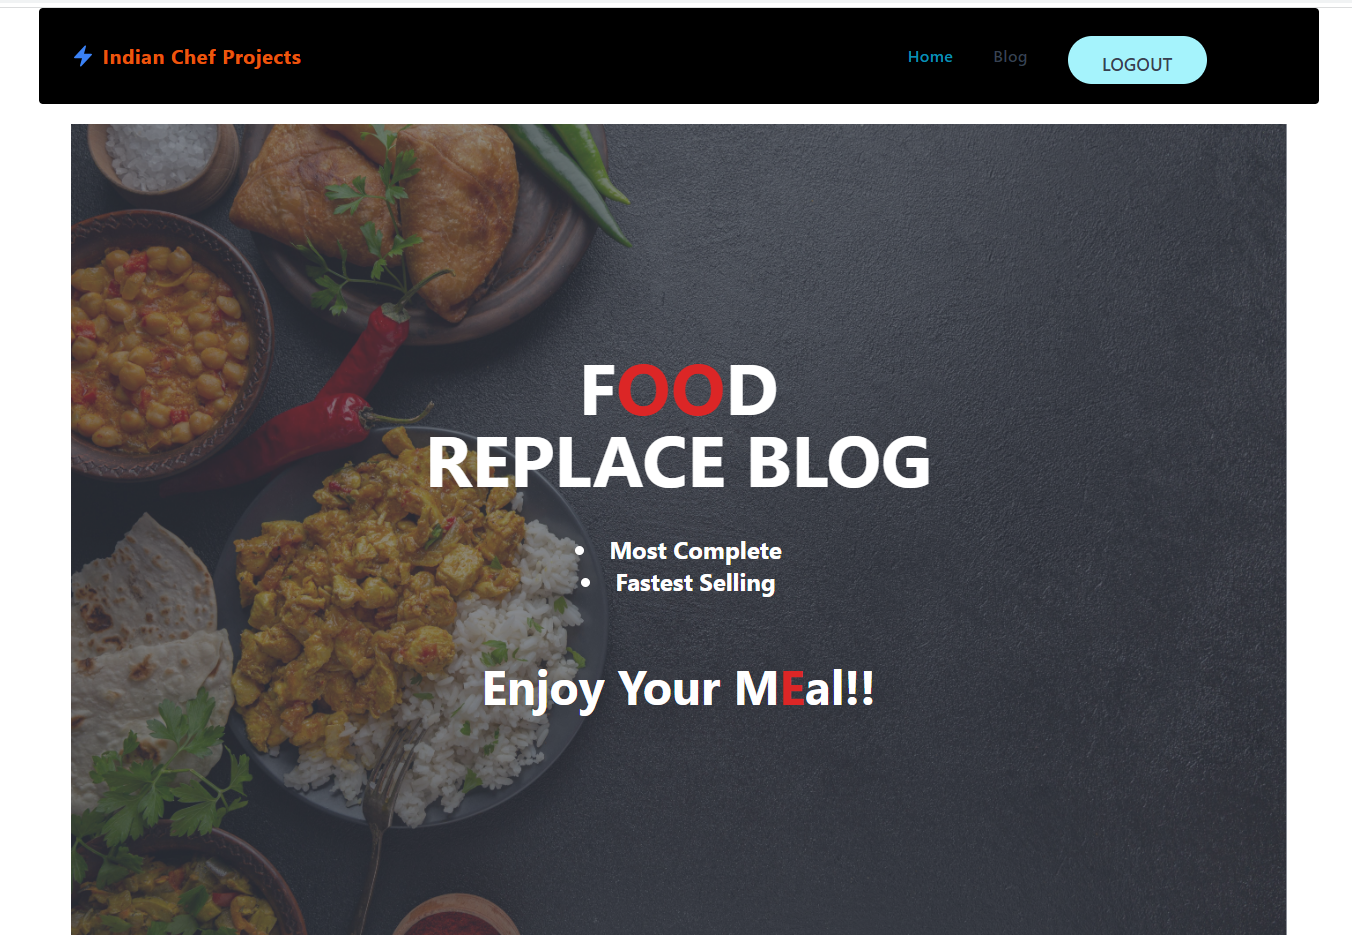 Indian Chef Projects
Home
Blog
LOGOUT
FOOD
REPLACE BLOG
• Most Complete
• Fastest Selling
Enjoy Your MEal!!